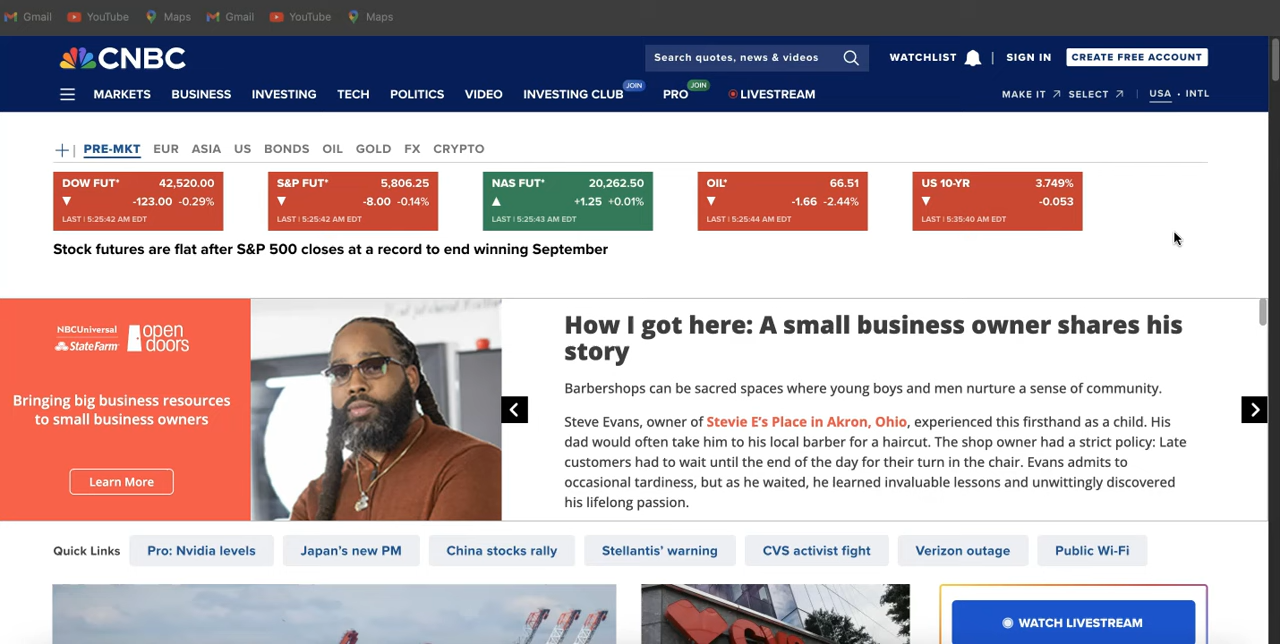 Gmail YouTube Maps Gmail YouTube Maps
CNBC
Search quotes, news & videos
WATCHLIST | SIGN IN CREATE FREE ACCOUNT
MARKETS BUSINESS INVESTING TECH POLITICS VIDEO INVESTING CLUB JOIN PRO JOIN LIVESTREAM
MAKE IT SELECT | USA · INTL
+ | PRE-MKT EUR ASIA US BONDS OIL GOLD FX CRYPTO
DOW FUT* 42,520.00
▼ -123.00 -0.29%
LAST | 5:25:42 AM EDT
S&P FUT* 5,806.25
▼ -8.00 -0.14%
LAST | 5:25:42 AM EDT
NAS FUT* 20,262.50
▲ +1.25 +0.01%
LAST | 5:25:43 AM EDT
OIL* 66.51
▼ -1.66 -2.44%
LAST | 5:25:44 AM EDT
US 10-YR 3.749%
▼ -0.053
LAST | 5:35:40 AM EDT
Stock futures are flat after S&P 500 closes at a record to end winning September
NBCUniversal
StateFarm
open
doors
Bringing big business resources
to small business owners
Learn More
How I got here: A small business owner shares his
story
Barbershops can be sacred spaces where young boys and men nurture a sense of community.
Steve Evans, owner of Stevie E's Place in Akron, Ohio, experienced this firsthand as a child. His
dad would often take him to his local barber for a haircut. The shop owner had a strict policy: Late
customers had to wait until the end of the day for their turn in the chair. Evans admits to
occasional tardiness, but as he waited, he learned invaluable lessons and unwittingly discovered
his lifelong passion.
Quick Links
Pro: Nvidia levels
Japan's new PM
China stocks rally
Stellantis' warning
CVS activist fight
Verizon outage
Public Wi-Fi
WATCH LIVESTREAM